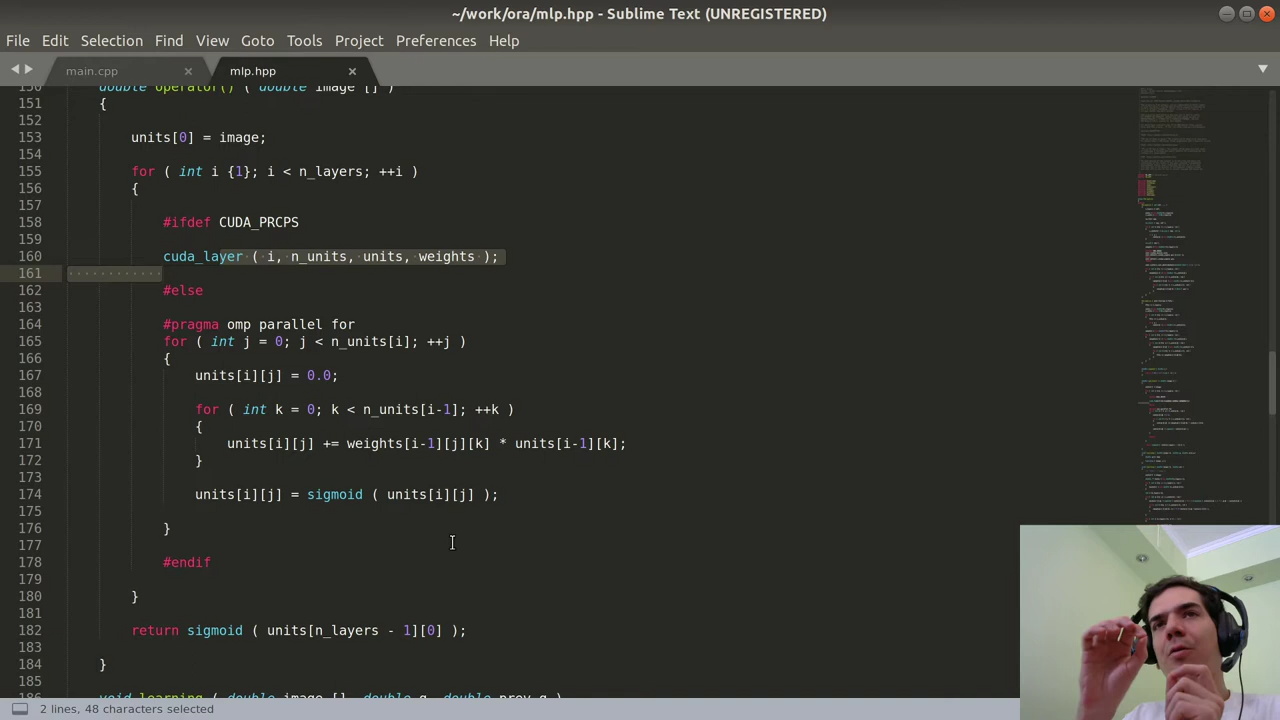 ~/work/ora/mlp.hpp - Sublime Text (UNREGISTERED)
File Edit Selection Find View Goto Tools Project Preferences Help
main.cpp mlp.hpp
150 double operator() ( double image [] )
151 {
152
153 units[0] = image;
154
155 for ( int i {1}; i < n_layers; ++i )
156 {
157
158 #ifdef CUDA_PRCPS
159
160 cuda_layer ( i, n_units, units, weights );
161
162 #else
163
164 #pragma omp parallel for
165 for ( int j = 0; j < n_units[i]; ++j )
166 {
167 units[i][j] = 0.0;
168
169 for ( int k = 0; k < n_units[i-1]; ++k )
170 {
171 units[i][j] += weights[i-1][j][k] * units[i-1][k];
172 }
173
174 units[i][j] = sigmoid ( units[i][j] );
175
176 }
177
178 #endif
179
180 }
181
182 return sigmoid ( units[n_layers - 1][0] );
183
184 }
185
186 void learning ( double image [], double q, double prev_q )
2 lines, 48 characters selected